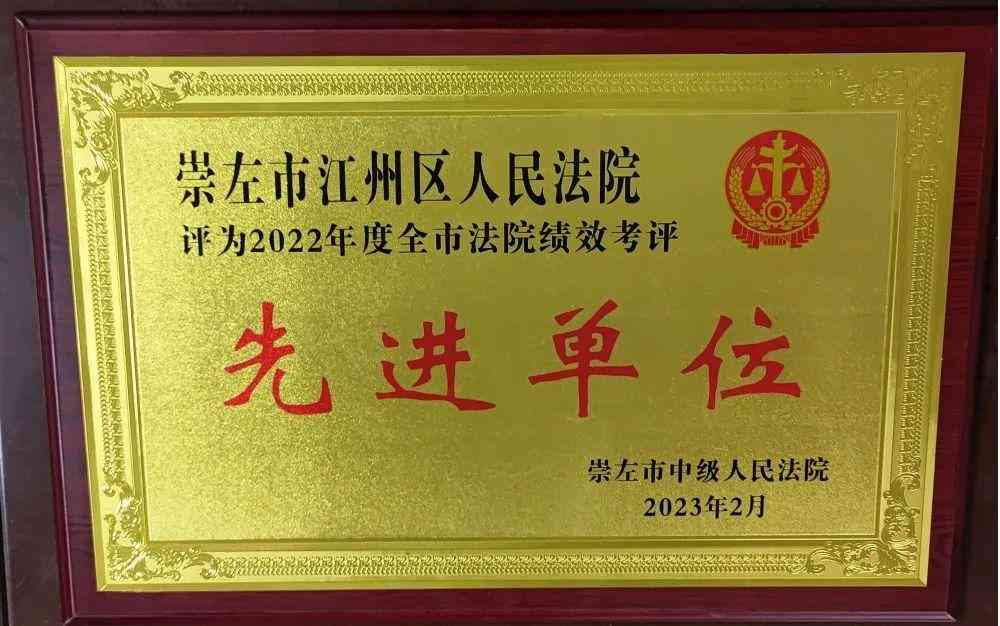 崇左市江州区人民法院
评为2022年度全市法院绩效考评
先进单位
崇左市中级人民法院
2023年2月